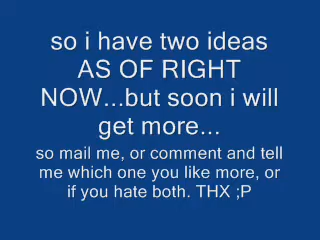 so i have two ideas
AS OF RIGHT
NOW...but soon i will
get more...
so mail me, or comment and tell
me which one you like more, or
if you hate both. THX ;P